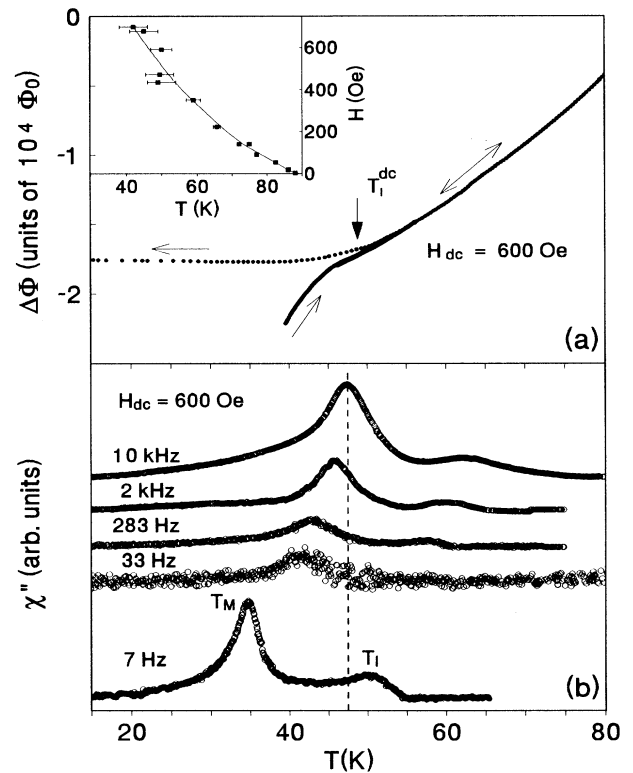 0
-1
-2
ΔΦ (units of 10⁴ Φ₀)
600
400
200
0
H (Oe)
40 60 80
T (K)
T_I^dc
H_dc = 600 Oe
(a)
H_dc = 600 Oe
10 kHz
2 kHz
283 Hz
33 Hz
T_M
7 Hz
T_I
(b)
χ" (arb. units)
20 40 60 80
T(K)